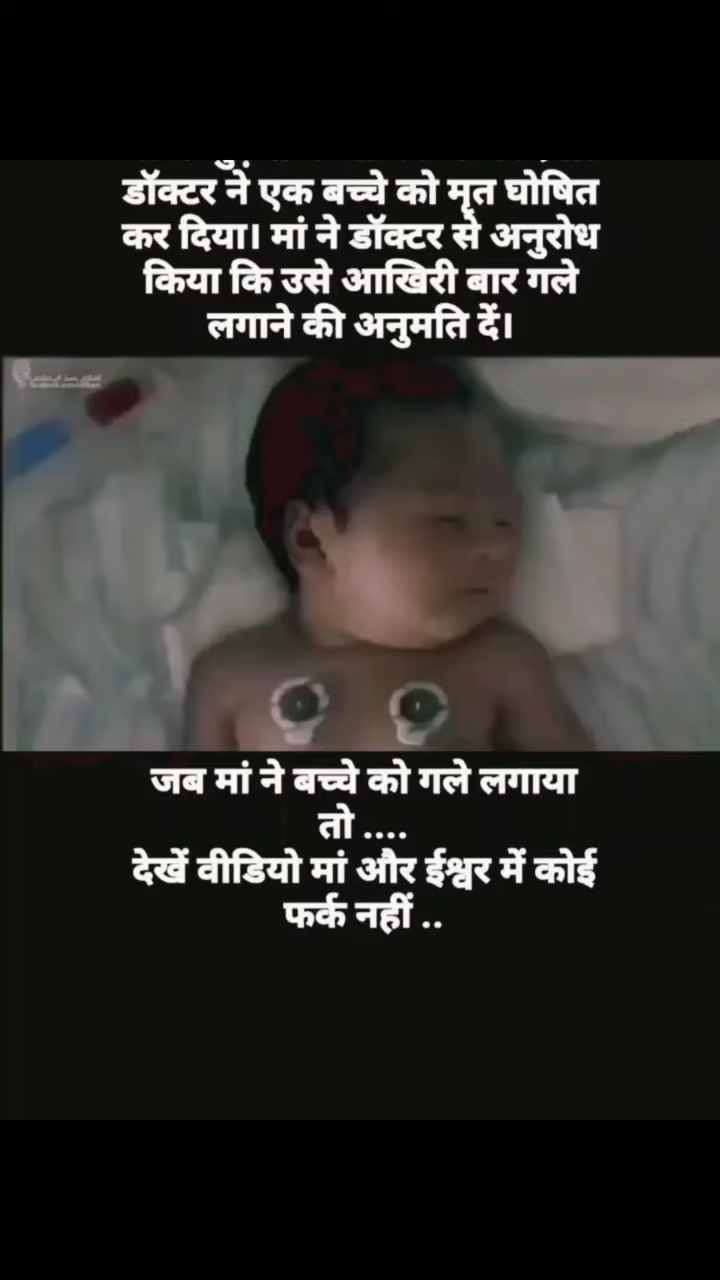 डॉक्टर ने एक बच्चे को मृत घोषित
कर दिया। मां ने डॉक्टर से अनुरोध
किया कि उसे आखिरी बार गले
लगाने की अनुमति दें।
जब मां ने बच्चे को गले लगाया
तो ....
देखें वीडियो मां और ईश्वर में कोई
फर्क नहीं ..